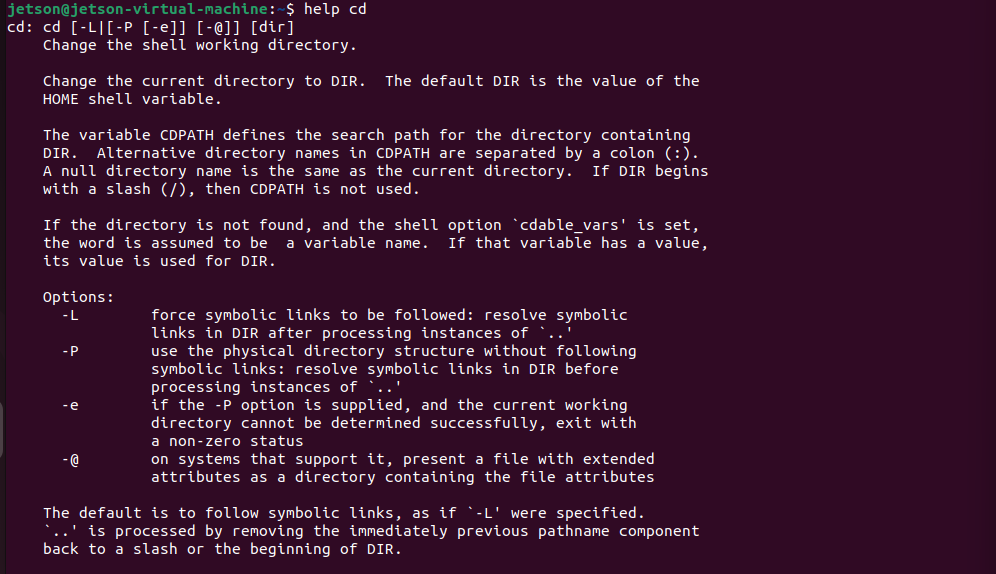 jetson@jetson-virtual-machine:~$ help cd
cd: cd [-L|[-P [-e]] [-@]] [dir]
    Change the shell working directory.

    Change the current directory to DIR.  The default DIR is the value of the
    HOME shell variable.

    The variable CDPATH defines the search path for the directory containing
    DIR.  Alternative directory names in CDPATH are separated by a colon (:).
    A null directory name is the same as the current directory.  If DIR begins
    with a slash (/), then CDPATH is not used.

    If the directory is not found, and the shell option `cdable_vars' is set,
    the word is assumed to be  a variable name.  If that variable has a value,
    its value is used for DIR.

    Options:
      -L        force symbolic links to be followed: resolve symbolic
                links in DIR after processing instances of `..'
      -P        use the physical directory structure without following
                symbolic links: resolve symbolic links in DIR before
                processing instances of `..'
      -e        if the -P option is supplied, and the current working
                directory cannot be determined successfully, exit with
                a non-zero status
      -@        on systems that support it, present a file with extended
                attributes as a directory containing the file attributes

    The default is to follow symbolic links, as if `-L' were specified.
    `..' is processed by removing the immediately previous pathname component
    back to a slash or the beginning of DIR.